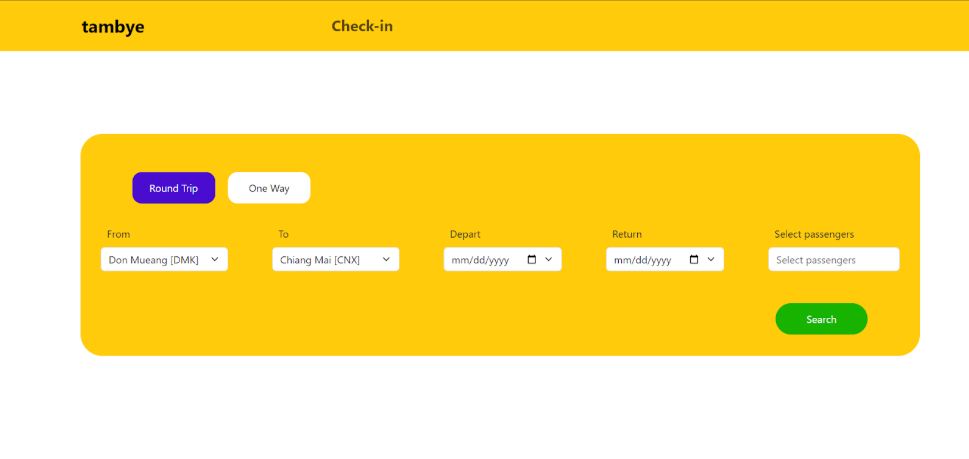 tambye Check-in
Round Trip One Way
From To Depart Return Select passengers
Don Mueang [DMK] Chiang Mai [CNX] mm/dd/yyyy mm/dd/yyyy Select passengers
Search